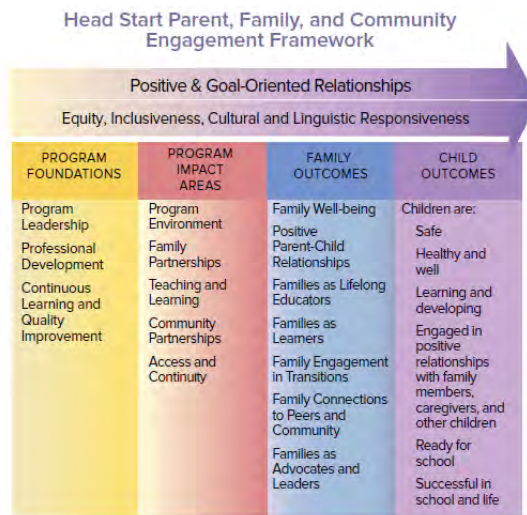 Head Start Parent, Family, and Community
Engagement Framework
Positive & Goal-Oriented Relationships
Equity, Inclusiveness, Cultural and Linguistic Responsiveness
PROGRAM
FOUNDATIONS
Program
Leadership
Professional
Development
Continuous
Learning and
Quality
Improvement
PROGRAM
IMPACT
AREAS
Program
Environment
Family
Partnerships
Teaching and
Learning
Community
Partnerships
Access and
Continuity
FAMILY
OUTCOMES
Family Well-being
Positive
Parent-Child
Relationships
Families as Lifelong
Educators
Families as
Learners
Family Engagement
in Transitions
Family Connections
to Peers and
Community
Families as
Advocates and
Leaders
CHILD
OUTCOMES
Children are:
Safe
Healthy and
well
Learning and
developing
Engaged in
positive
relationships
with family
members,
caregivers, and
other children
Ready for
school
Successful in
school and life